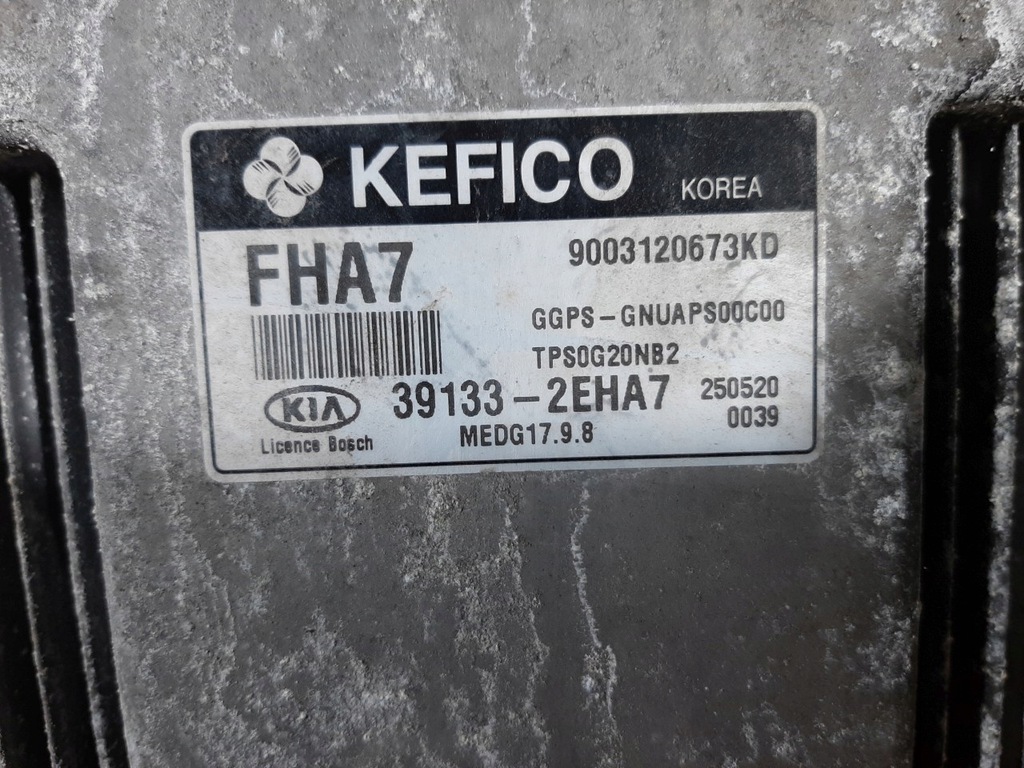 KEFICO KOREA
FHA7 9003120673KD
GGPS-GNUAPS00C00
TPS0G20NB2
KIA 39133-2EHA7 250520
Licence Bosch MEDG17.9.8 0039